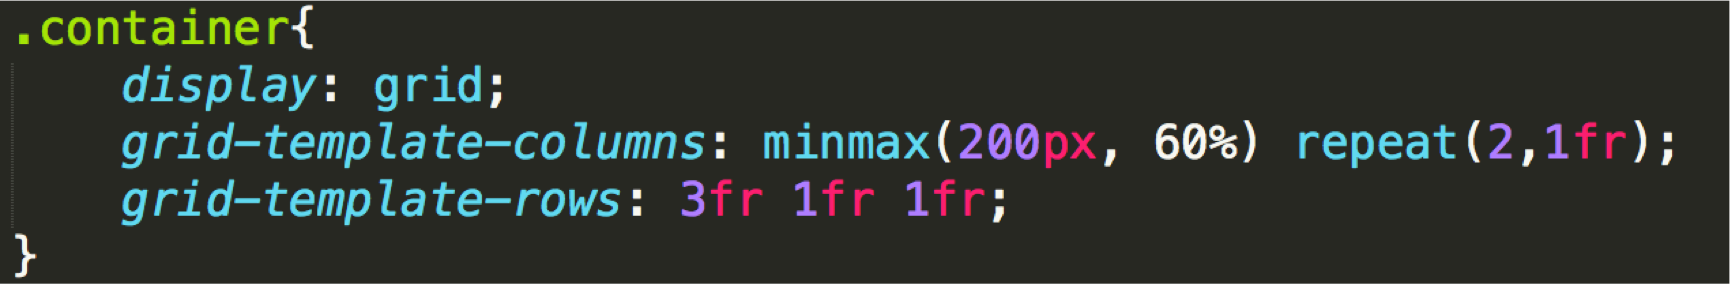 .container{
display: grid;
grid-template-columns: minmax(200px, 60%) repeat(2,1fr);
grid-template-rows: 3fr 1fr 1fr;
}